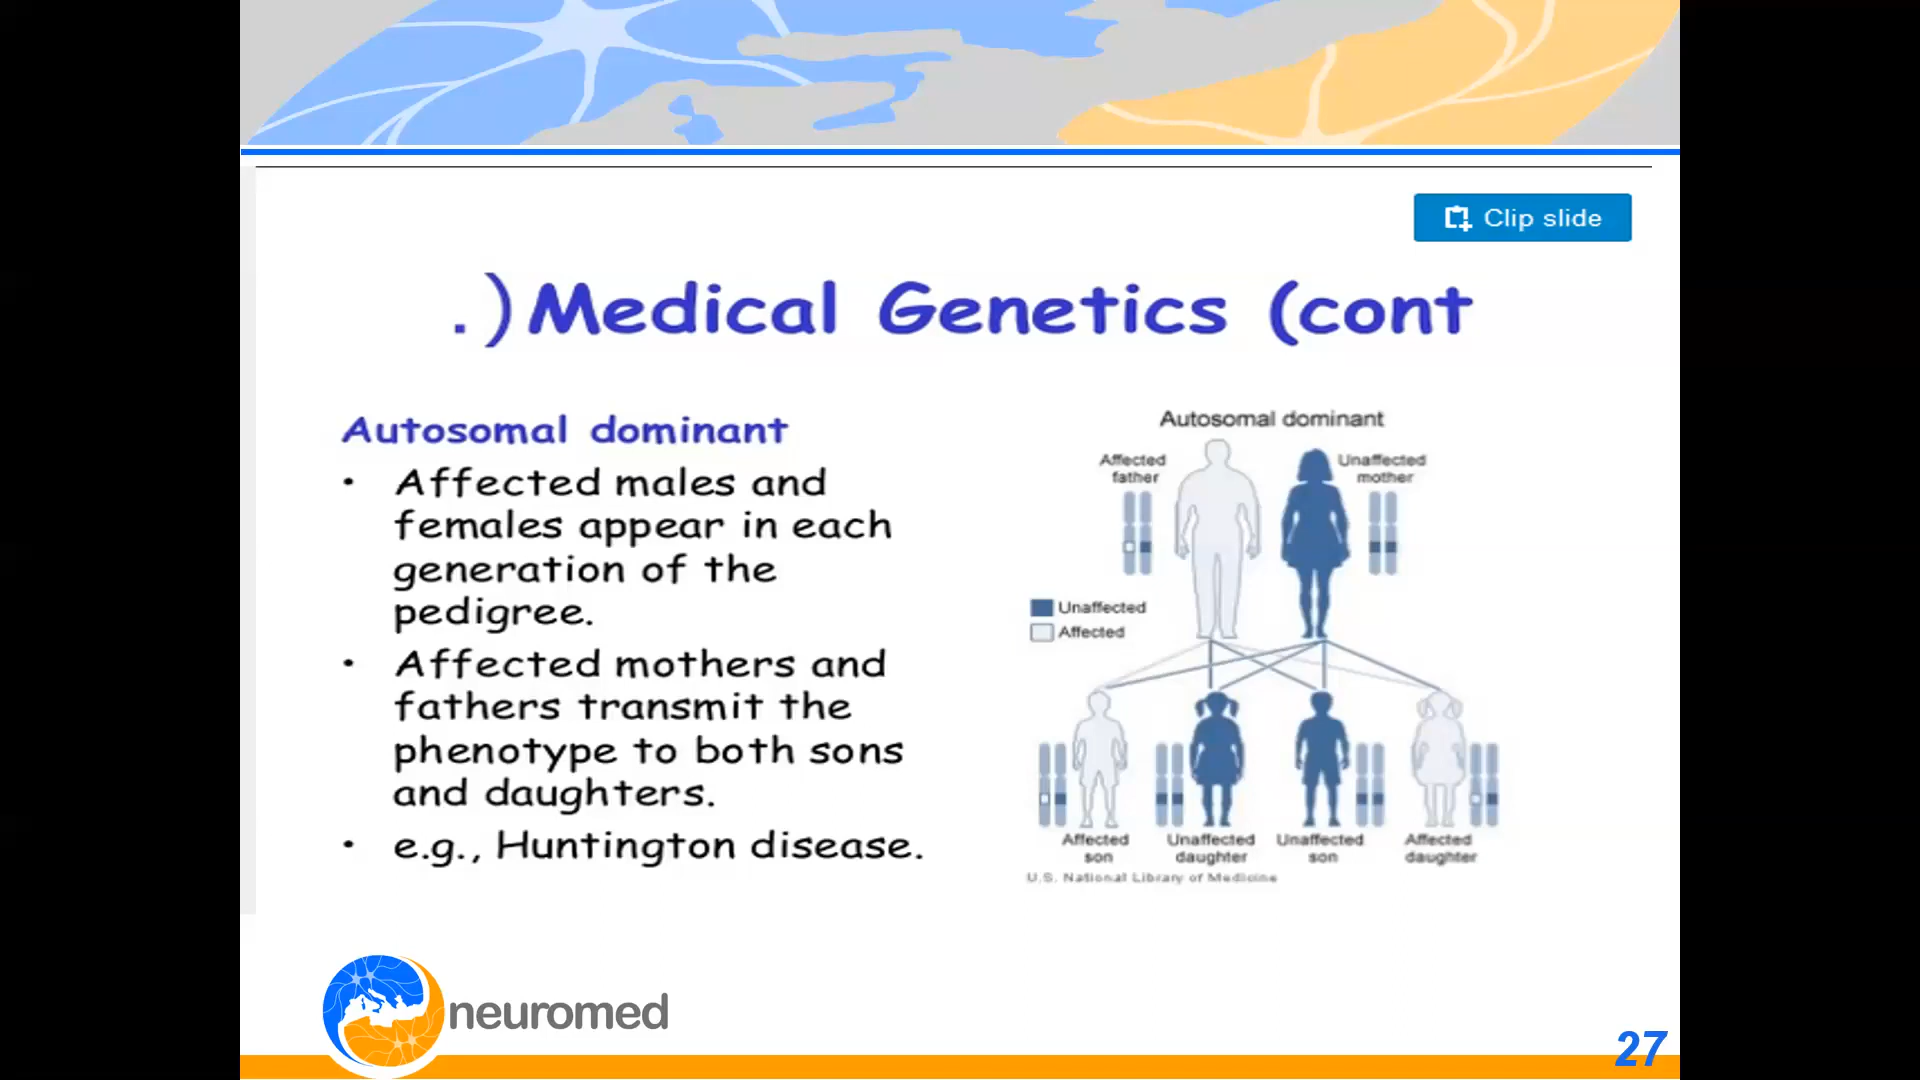 Clip slide
.)Medical Genetics (cont
Autosomal dominant
• Affected males and
females appear in each
generation of the
pedigree.
• Affected mothers and
fathers transmit the
phenotype to both sons
and daughters.
• e.g., Huntington disease.
Autosomal dominant
Affected
father
Unaffected
mother
Unaffected
Affected
Affected
son
Unaffected
daughter
Unaffected
son
Affected
daughter
U.S. National Library of Medicine
neuromed
27